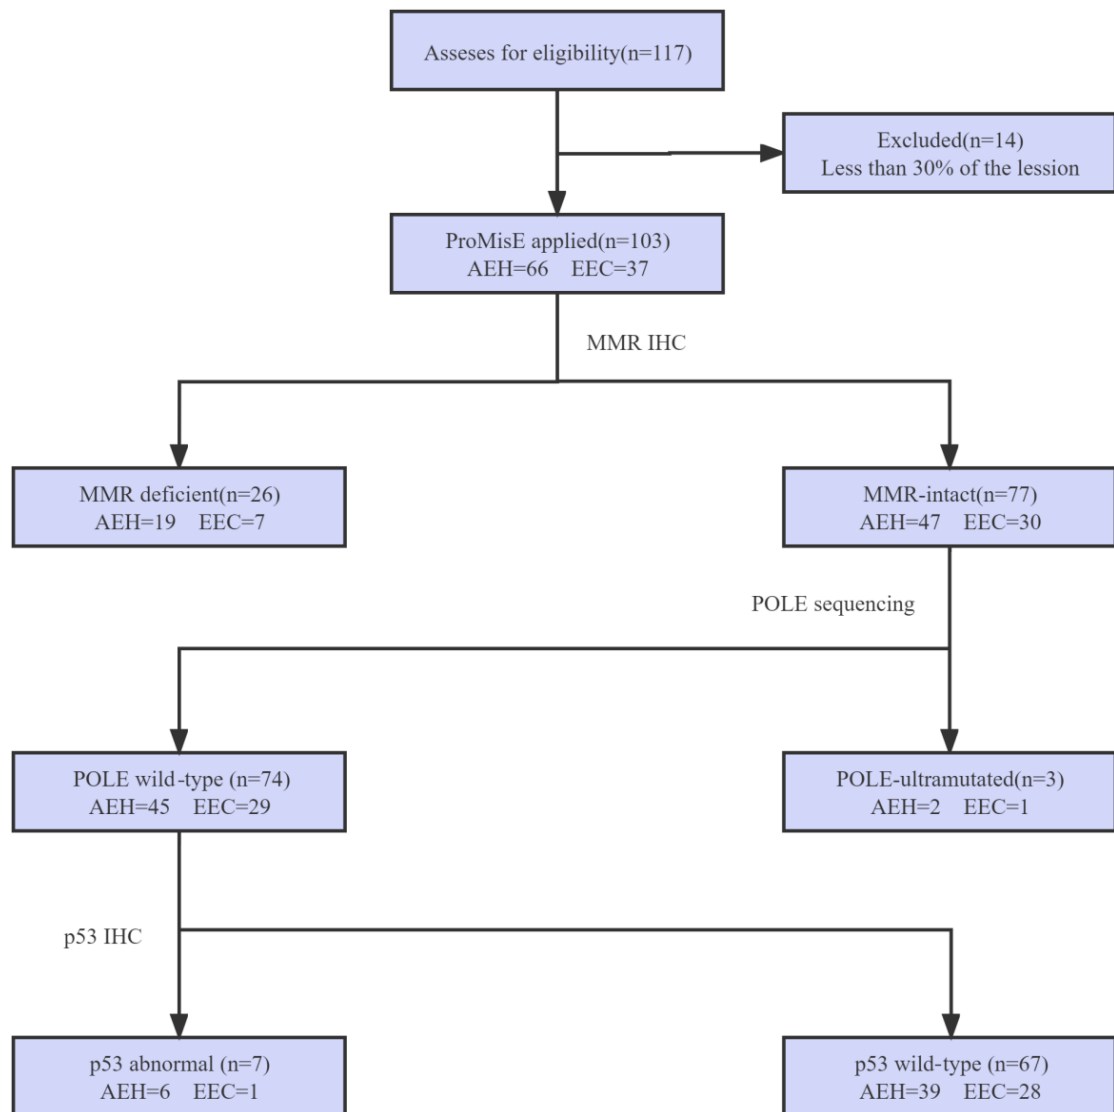 Asseses for eligibility(n=117)
Excluded(n=14)
Less than 30% of the lession
ProMisE applied(n=103)
AEH=66 EEC=37
MMR IHC
MMR deficient(n=26)
AEH=19 EEC=7
MMR-intact(n=77)
AEH=47 EEC=30
POLE sequencing
POLE wild-type (n=74)
AEH=45 EEC=29
POLE-ultramutated(n=3)
AEH=2 EEC=1
p53 IHC
p53 abnormal (n=7)
AEH=6 EEC=1
p53 wild-type (n=67)
AEH=39 EEC=28